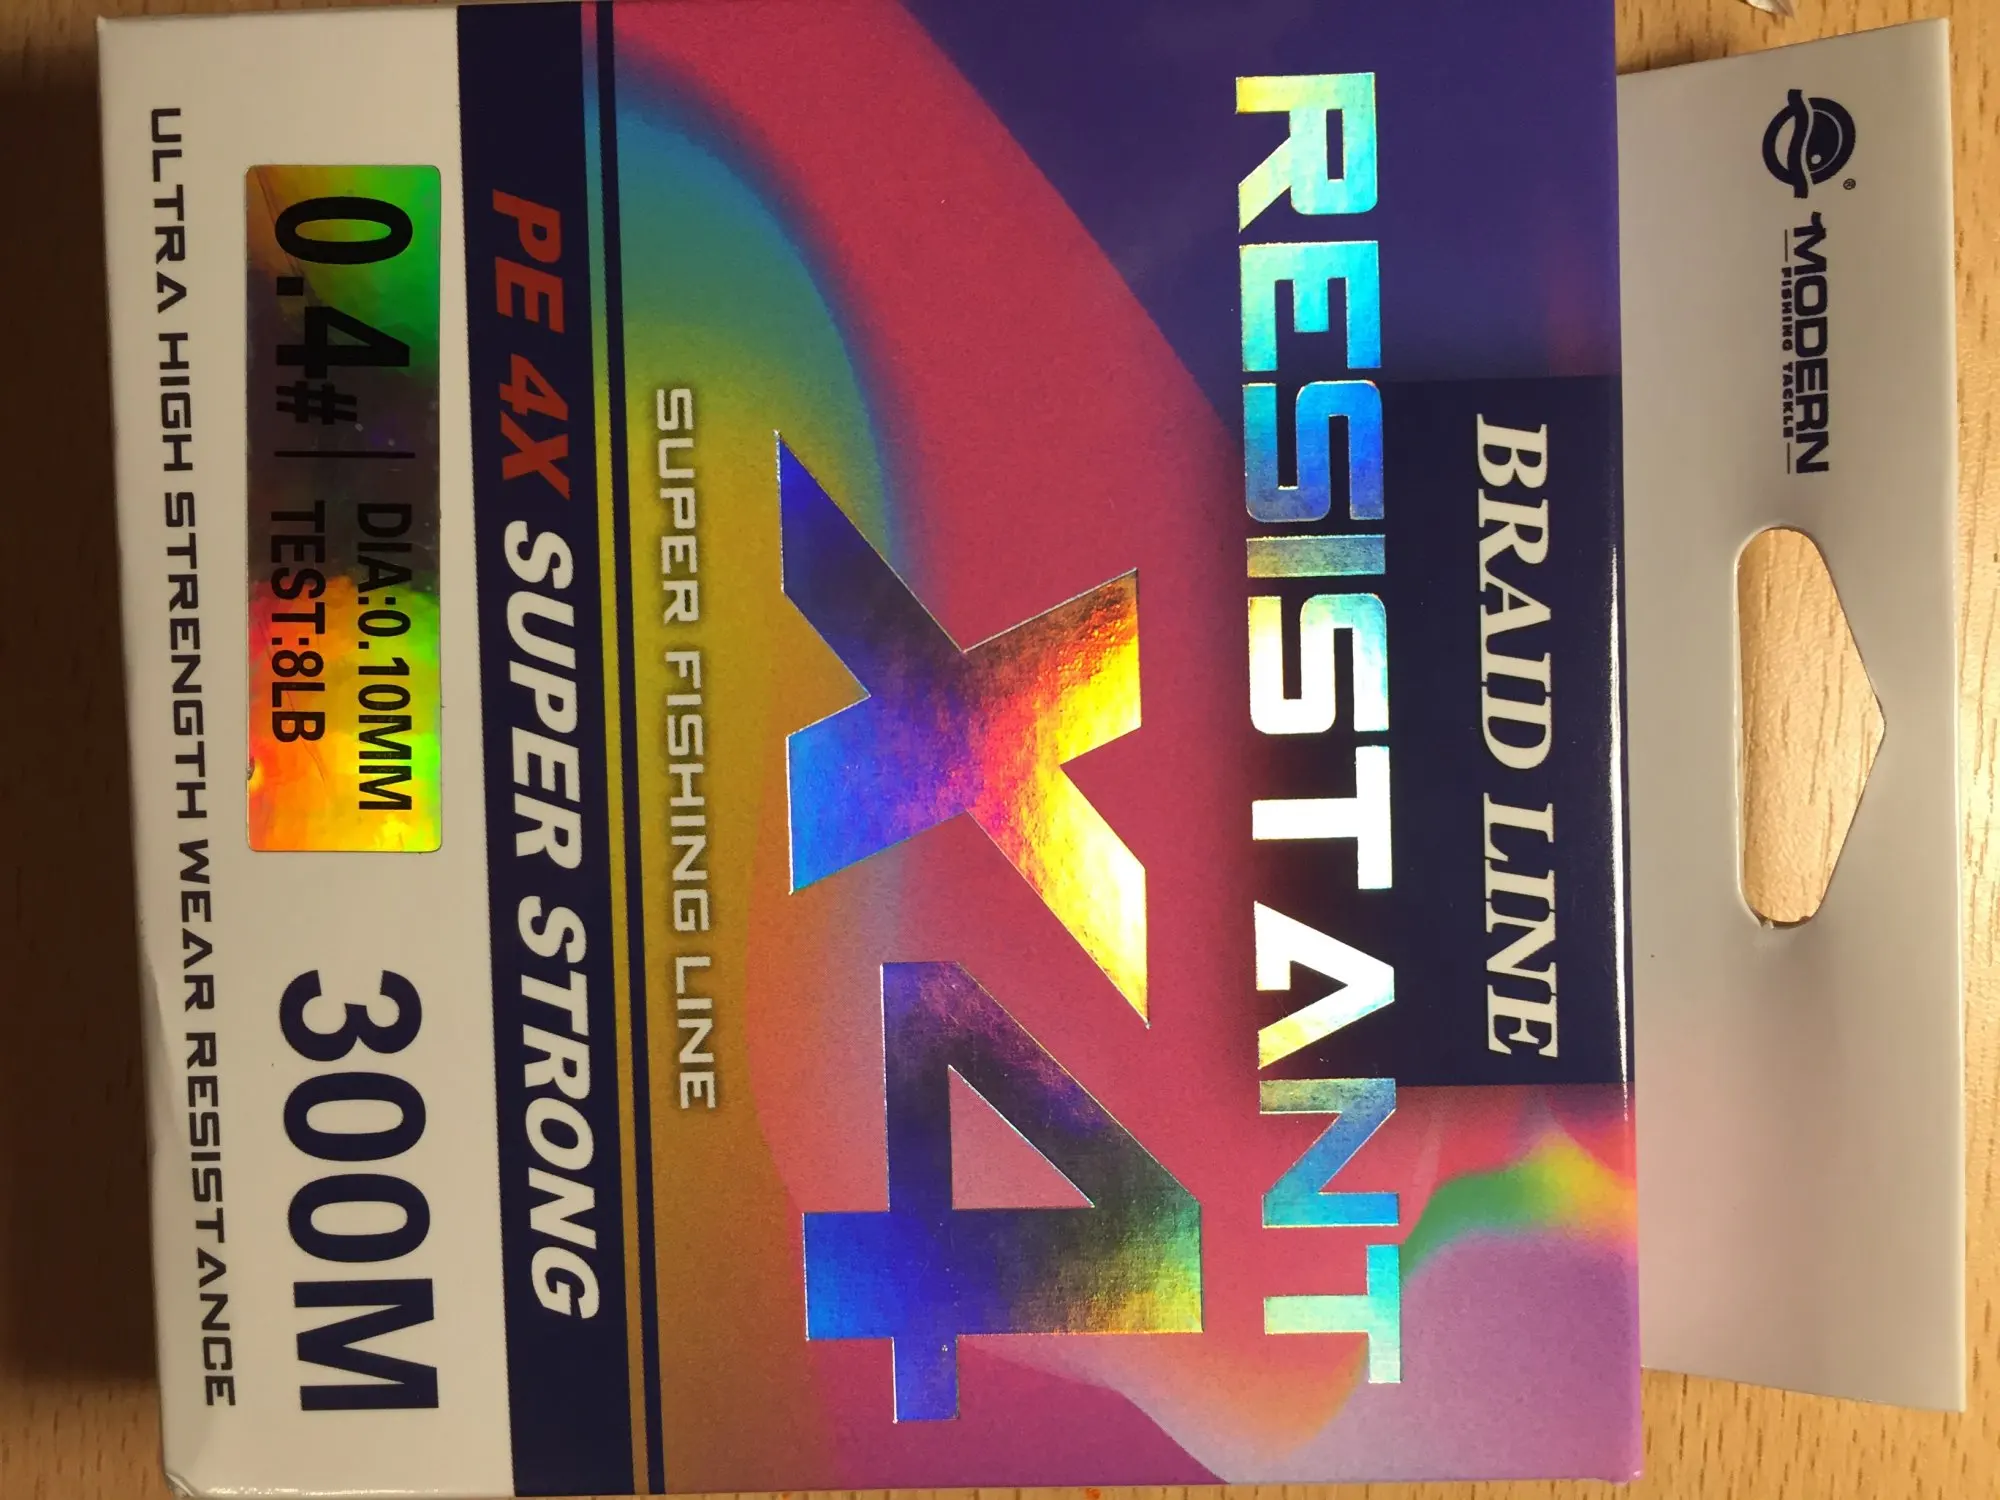 ®
MODERN
FISHING TACKLE
BRAID LINE
RESISTANT
X4
SUPER FISHING LINE
PE 4X SUPER STRONG
0.4# DIA:0.10MM
TEST:8LB
300M
ULTRA HIGH STRENGTH WEAR RESISTANCE